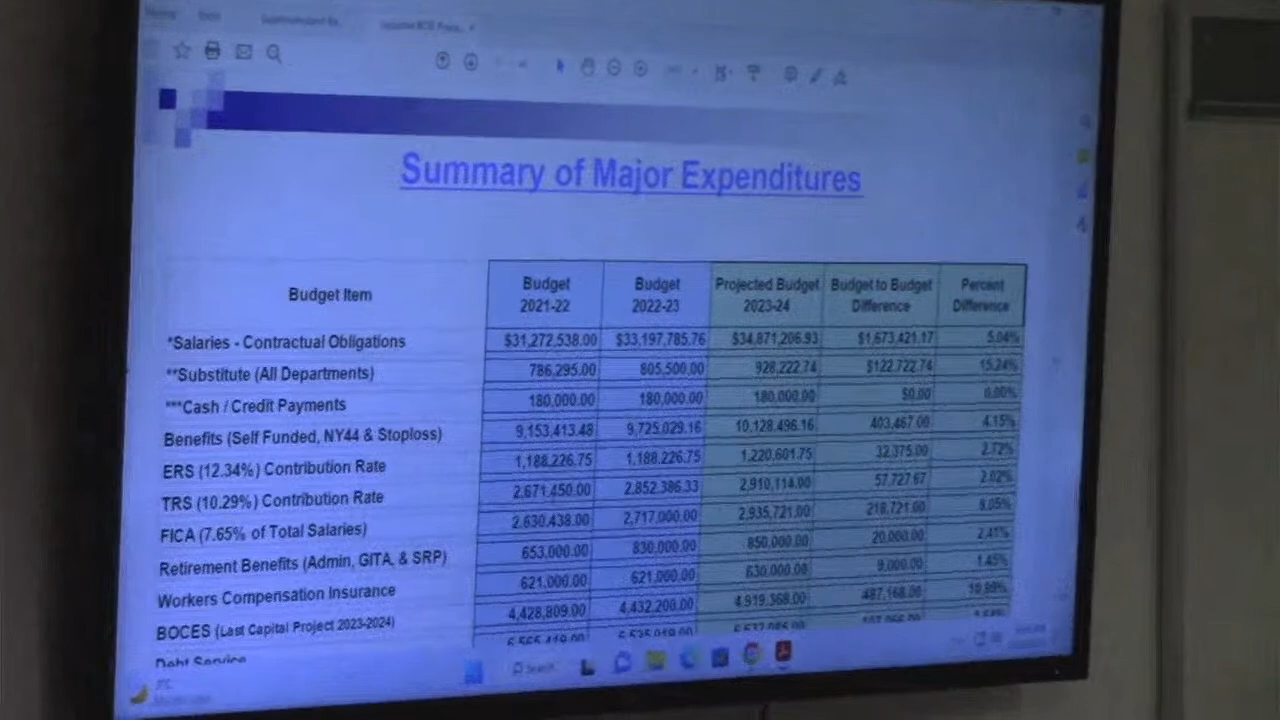 Summary of Major Expenditures
Budget Item Budget 2021-22 Budget 2022-23 Projected Budget 2023-24 Budget to Budget Difference Percent Difference
*Salaries - Contractual Obligations $31,272,538.00 $33,197,785.76 $34,871,206.93 $1,673,421.17 5.04%
**Substitute (All Departments) 786,295.00 805,500.00 928,222.74 $122,722.74 15.24%
***Cash / Credit Payments 180,000.00 180,000.00 180,000.00 $0.00 0.00%
Benefits (Self Funded, NY44 & Stoploss) 9,153,413.48 9,725,029.16 10,128,496.16 403,467.00 4.15%
ERS (12.34%) Contribution Rate 1,188,226.75 1,188,226.75 1,220,601.75 32,375.00 2.72%
TRS (10.29%) Contribution Rate 2,671,450.00 2,852,386.33 2,910,114.00 57,727.67 2.02%
FICA (7.65% of Total Salaries) 2,630,438.00 2,717,000.00 2,935,721.00 218,721.00 8.05%
Retirement Benefits (Admin, GITA, & SRP) 653,000.00 830,000.00 850,000.00 20,000.00 2.41%
Workers Compensation Insurance 621,000.00 621,000.00 630,000.00 9,000.00 1.45%
BOCES (Last Capital Project 2023-2024) 4,428,809.00 4,432,200.00 4,919,368.00 487,168.00 10.99%
Debt Service
Search